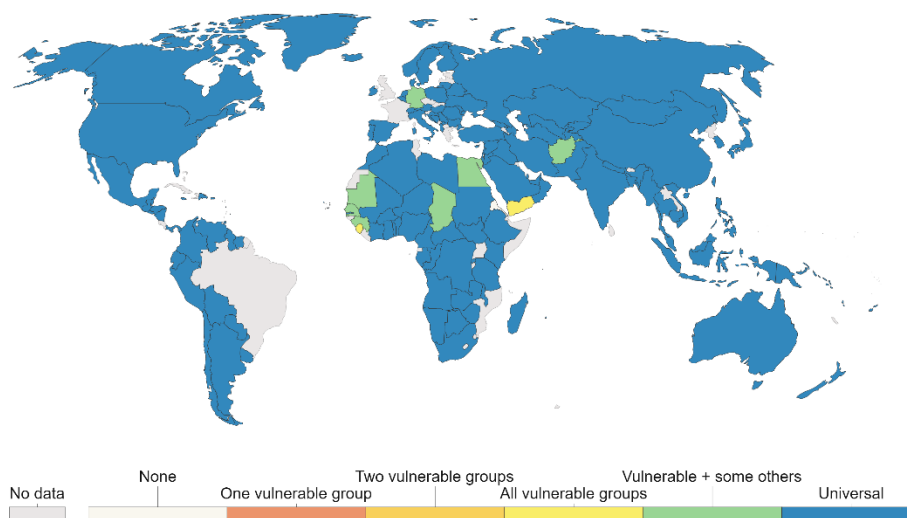 None
Two vulnerable groups
Vulnerable + some others
No data
One vulnerable group
All vulnerable groups
Universal